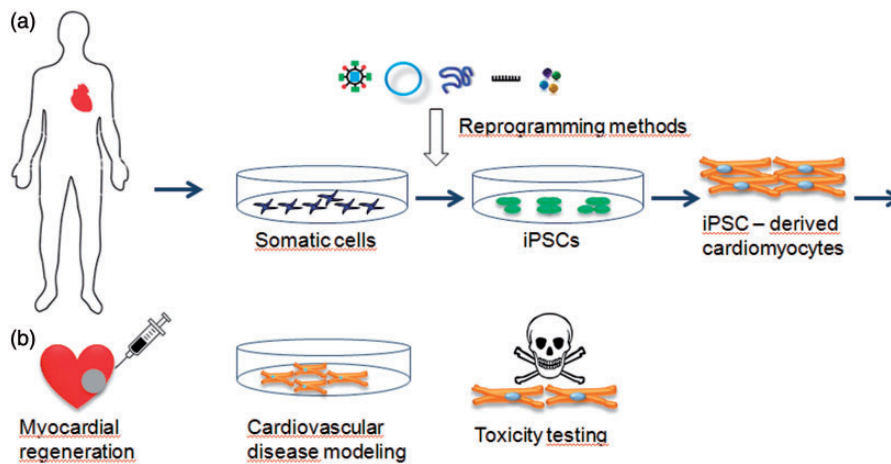 (a)
Reprogramming methods
Somatic cells
iPSCs
iPSC – derived
cardiomyocytes
(b)
Myocardial
regeneration
Cardiovascular
disease modeling
Toxicity testing